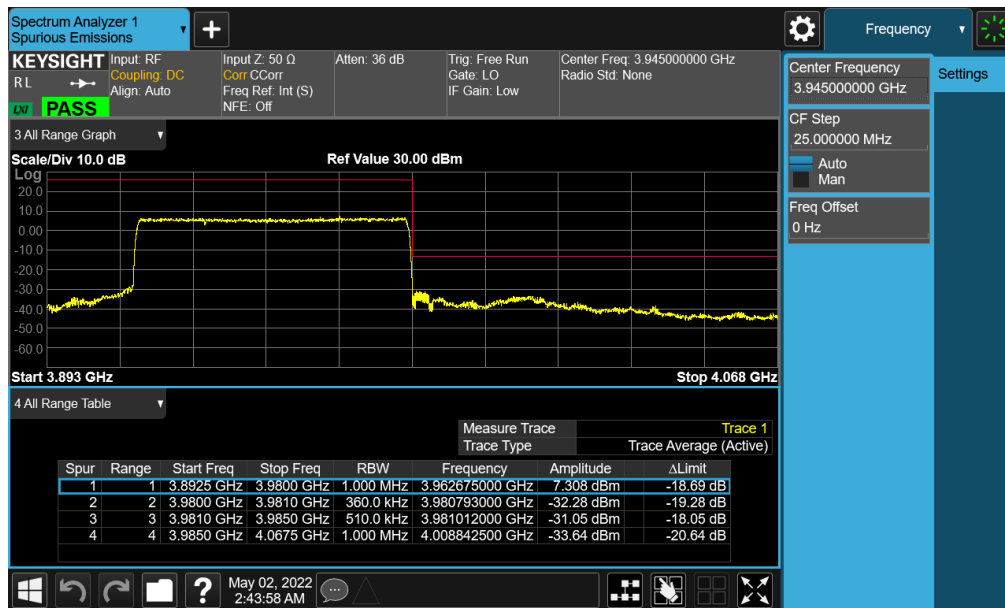 Spectrum Analyzer 1
Spurious Emissions
Frequency
KEYSIGHT Input: RF Input Z: 50 Ω Atten: 36 dB Trig: Free Run Center Freq: 3.945000000 GHz
R L Coupling: DC Corr CCorr Gate: LO Radio Std: None
Align: Auto Freq Ref: Int (S) IF Gain: Low
LXI PASS NFE: Off
Center Frequency
3.945000000 GHz
Settings
CF Step
25.000000 MHz
Auto
Man
Freq Offset
0 Hz
3 All Range Graph
Scale/Div 10.0 dB Ref Value 30.00 dBm
Log
20.0
10.0
0.00
-10.0
-20.0
-30.0
-40.0
-50.0
-60.0
Start 3.893 GHz Stop 4.068 GHz
4 All Range Table
Measure Trace Trace 1
Trace Type Trace Average (Active)
Spur Range Start Freq Stop Freq RBW Frequency Amplitude ΔLimit
1 1 3.8925 GHz 3.9800 GHz 1.000 MHz 3.962675000 GHz 7.308 dBm -18.69 dB
2 2 3.9800 GHz 3.9810 GHz 360.0 kHz 3.980793000 GHz -32.28 dBm -19.28 dB
3 3 3.9810 GHz 3.9850 GHz 510.0 kHz 3.981012000 GHz -31.05 dBm -18.05 dB
4 4 3.9850 GHz 4.0675 GHz 1.000 MHz 4.008842500 GHz -33.64 dBm -20.64 dB
May 02, 2022
2:43:58 AM